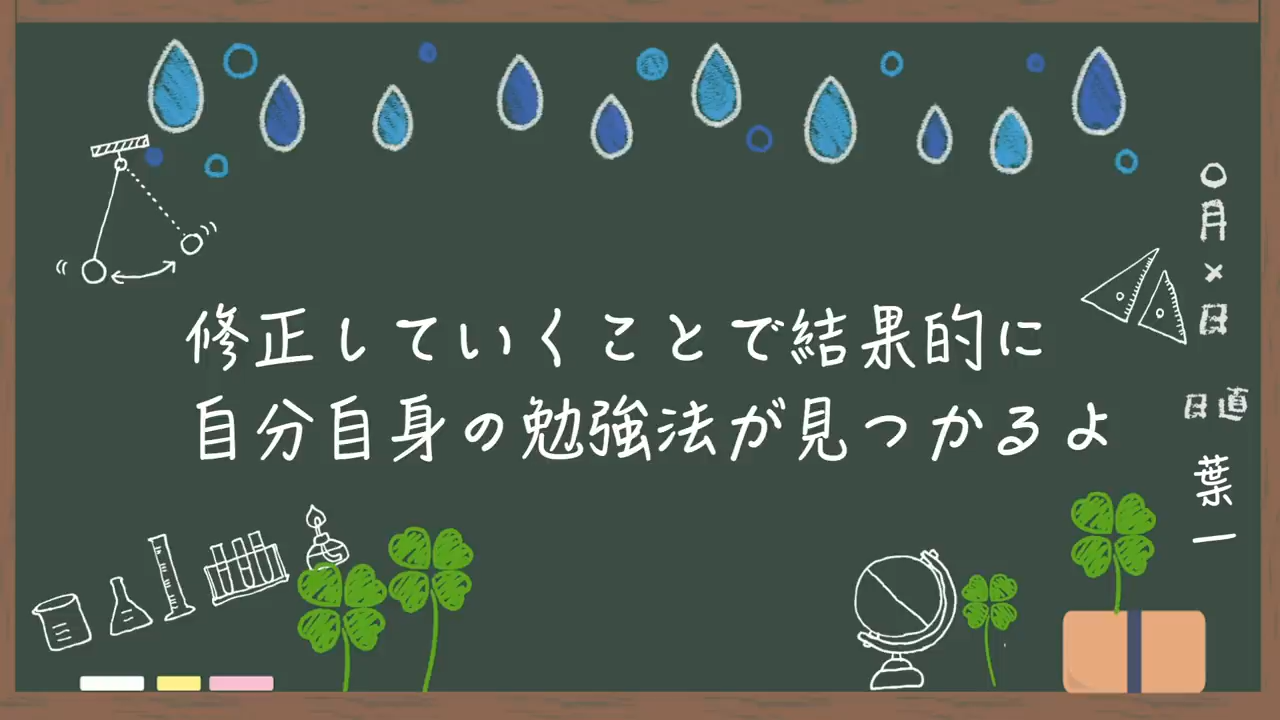 修正していくことで結果的に
自分自身の勉強法が見つかるよ
〇月×日
日直
葉一